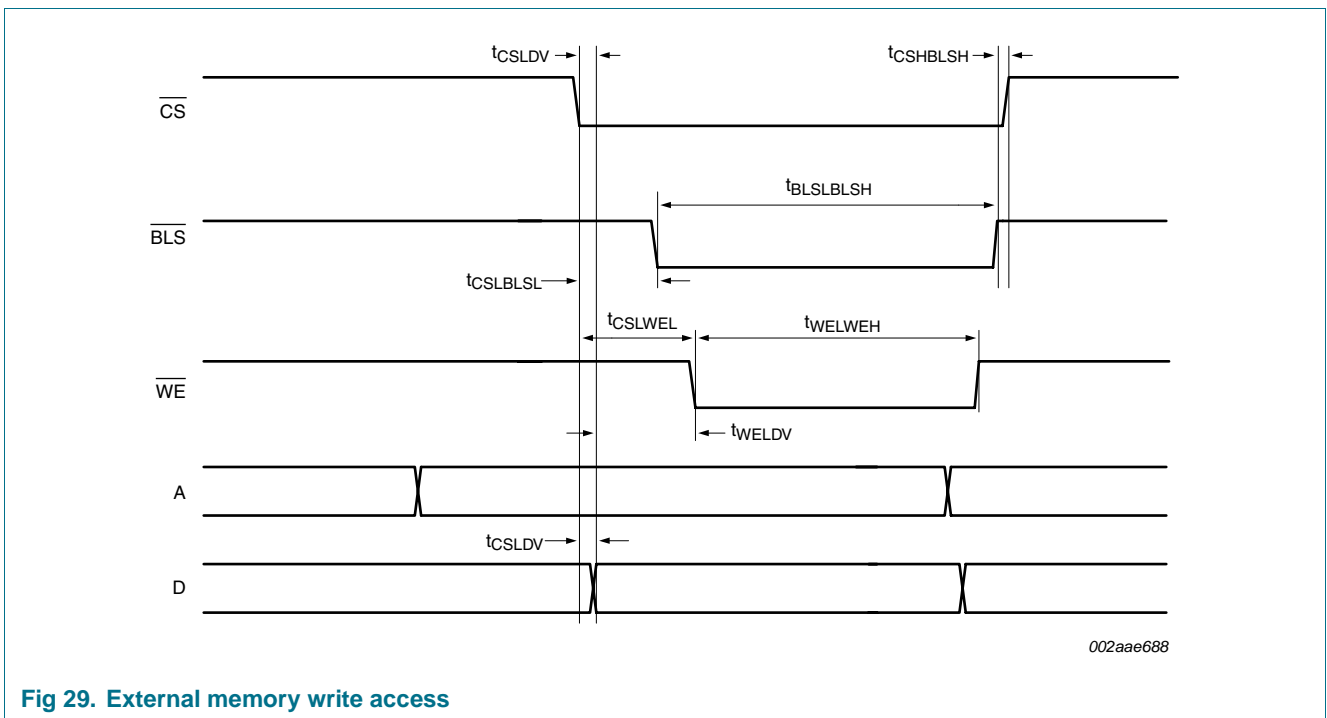 tCSLDV
tCSHBLSH
CS
tBLSLBLSH
BLS
tCSLBLSL
tCSLWEL
tWELWEH
WE
tWELDV
A
tCSLDV
D
002aae688
Fig 29. External memory write access